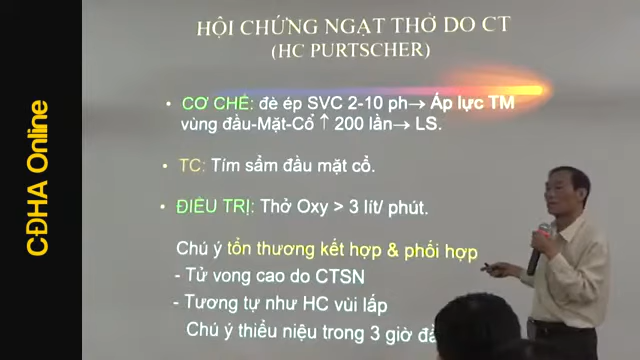 HỘI CHỨNG NGẠT THỞ DO CT
(HC PURTSCHER)
• CƠ CHẾ: đè ép SVC 2-10 ph→ Áp lực TM
vùng đầu-Mặt-Cổ ↑ 200 lần→ LS.
• TC: Tím sẩm đầu mặt cổ.
• ĐIỀU TRỊ: Thở Oxy > 3 lít/ phút.
Chú ý tổn thương kết hợp & phối hợp
- Tử vong cao do CTSN
- Tương tự như HC vùi lấp
Chú ý thiểu niệu trong 3 giờ
CĐHA Online